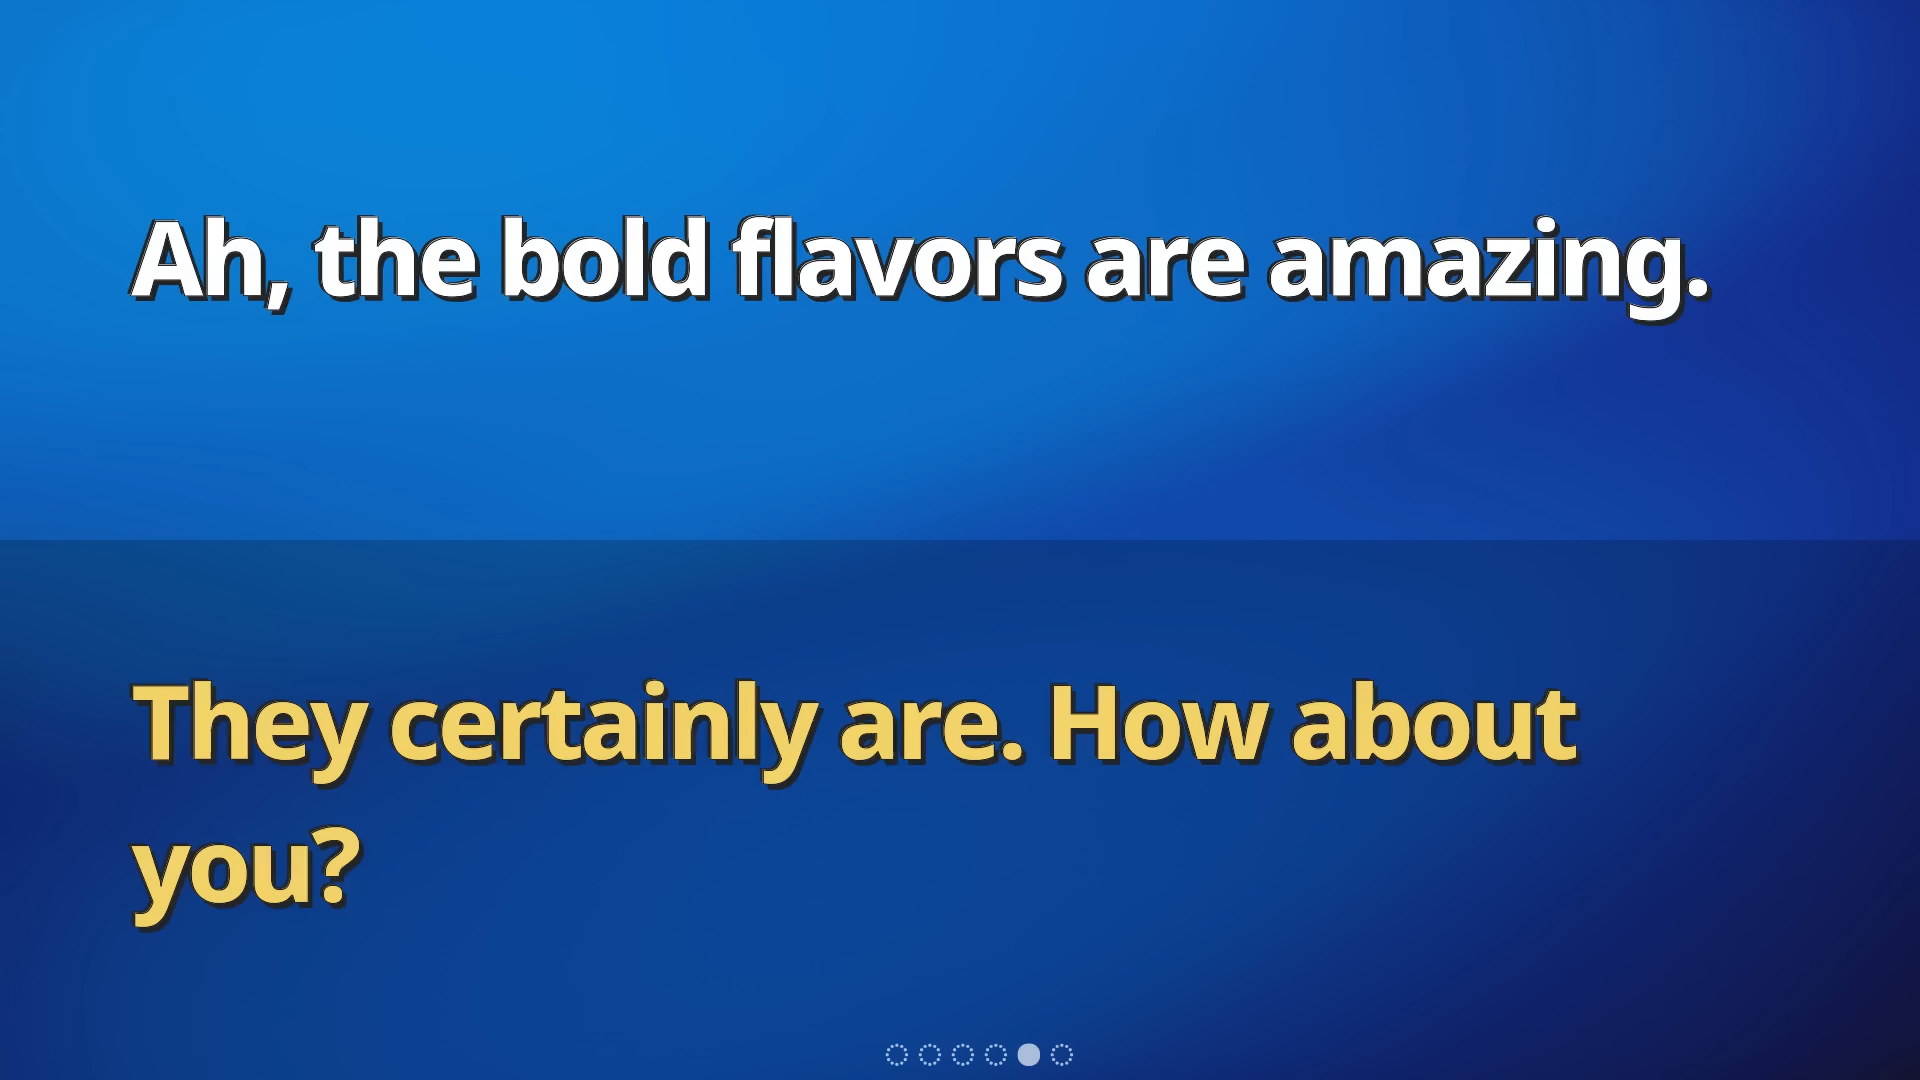 Ah, the bold flavors are amazing.
They certainly are. How about
you?